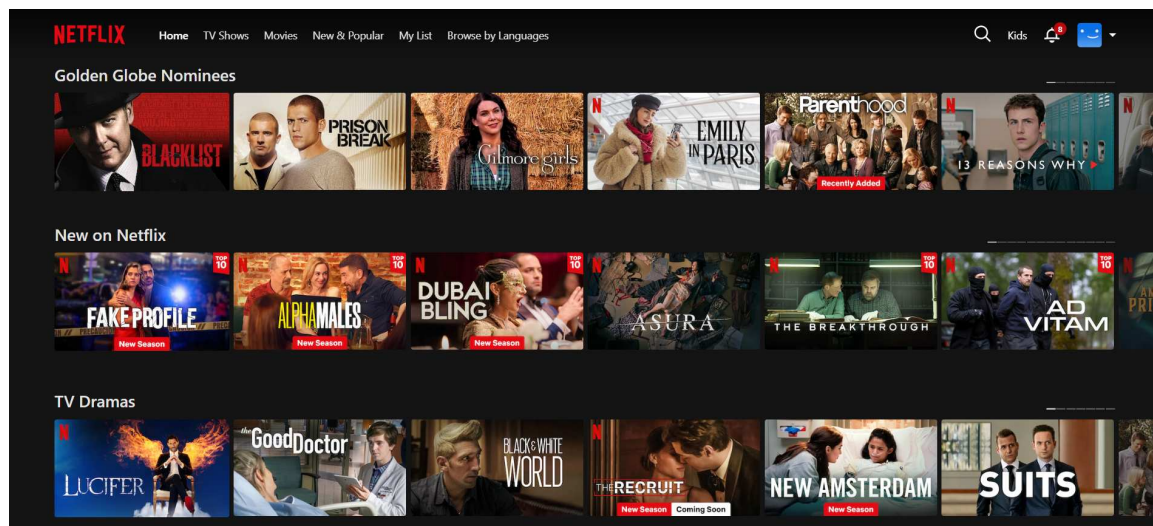 NETFLIX Home TV Shows Movies New & Popular My List Browse by Languages Kids 8
Golden Globe Nominees
BLACKLIST
PRISON
BREAK
Gilmore girls
N
EMILY
IN PARIS
Parenthood
Recently Added
N
13 REASONS WHY
N
New on Netflix
N
TOP
10
FAKE PROFILE
New Season
N
TOP
10
ALPHA MALES
New Season
N
TOP
10
DUBAI
BLING
New Season
N
ASURA
N
TOP
10
THE BREAKTHROUGH
N
TOP
10
AD
VITAM
N
TV Dramas
N
LUCIFER
the GoodDoctor
BLACK & WHITE
WORLD
N
THE RECRUIT
New Season Coming Soon
NEW AMSTERDAM
New Season
SUITS